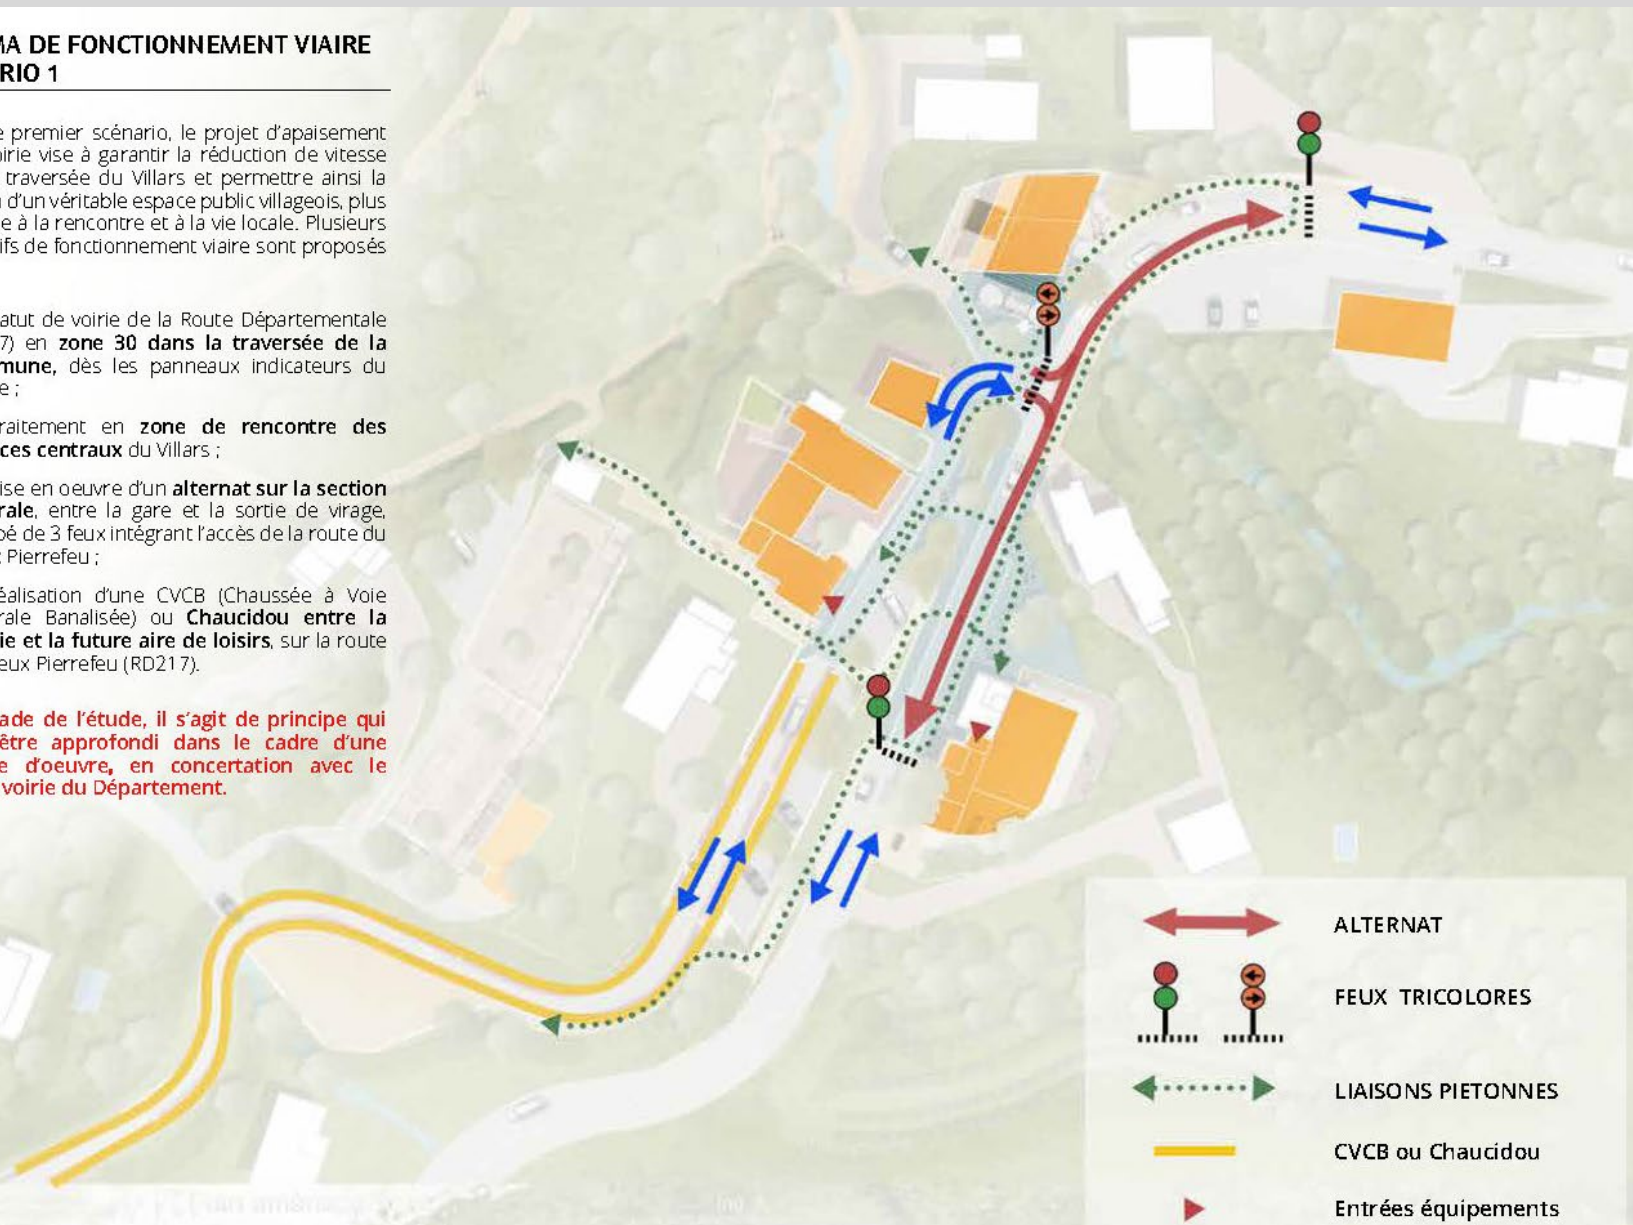 MA DE FONCTIONNEMENT VIAIRE
RIO 1
e premier scénario, le projet d'apaisement
irie vise à garantir la réduction de vitesse
traversée du Villars et permettre ainsi la
d'un véritable espace public villageois, plus
e à la rencontre et à la vie locale. Plusieurs
ifs de fonctionnement viaire sont proposés
atut de voirie de la Route Départementale
7) en zone 30 dans la traversée de la
mune, dès les panneaux indicateurs du
e ;
raitement en zone de rencontre des
ces centraux du Villars ;
ise en oeuvre d'un alternat sur la section
rale, entre la gare et la sortie de virage,
pé de 3 feux intégrant l'accès de la route du
x Pierrefeu ;
éalisation d'une CVCB (Chaussée à Voie
rale Banalisée) ou Chaucidou entre la
ie et la future aire de loisirs, sur la route
eux Pierrefeu (RD217).
ade de l'étude, il s'agit de principe qui
être approfondi dans le cadre d'une
e d'oeuvre, en concertation avec le
voirie du Département.
ALTERNAT
FEUX TRICOLORES
LIAISONS PIETONNES
CVCB ou Chaucidou
Entrées équipements